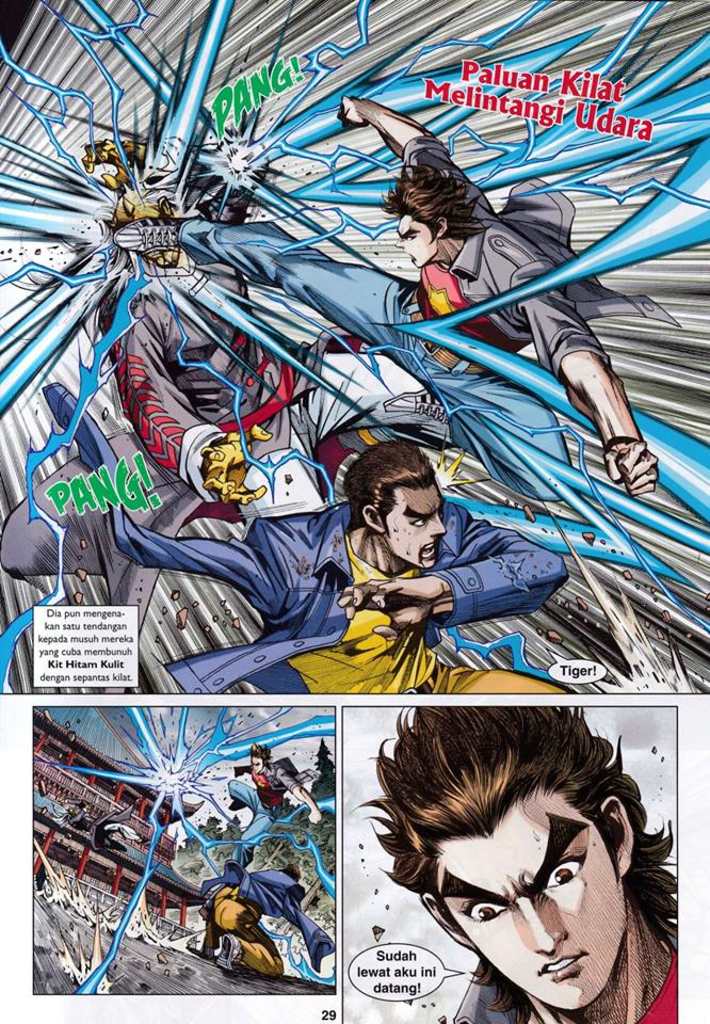 PANG!
Paluan Kilat
Melintangi Udara
PANG!
Dia pun mengena-
kan satu tendangan
kepada musuh mereka
yang cuba membunuh
Kit Hitam Kulit
dengan sepantas kilat.
Tiger!
Sudah
lewat aku ini
datang!
29